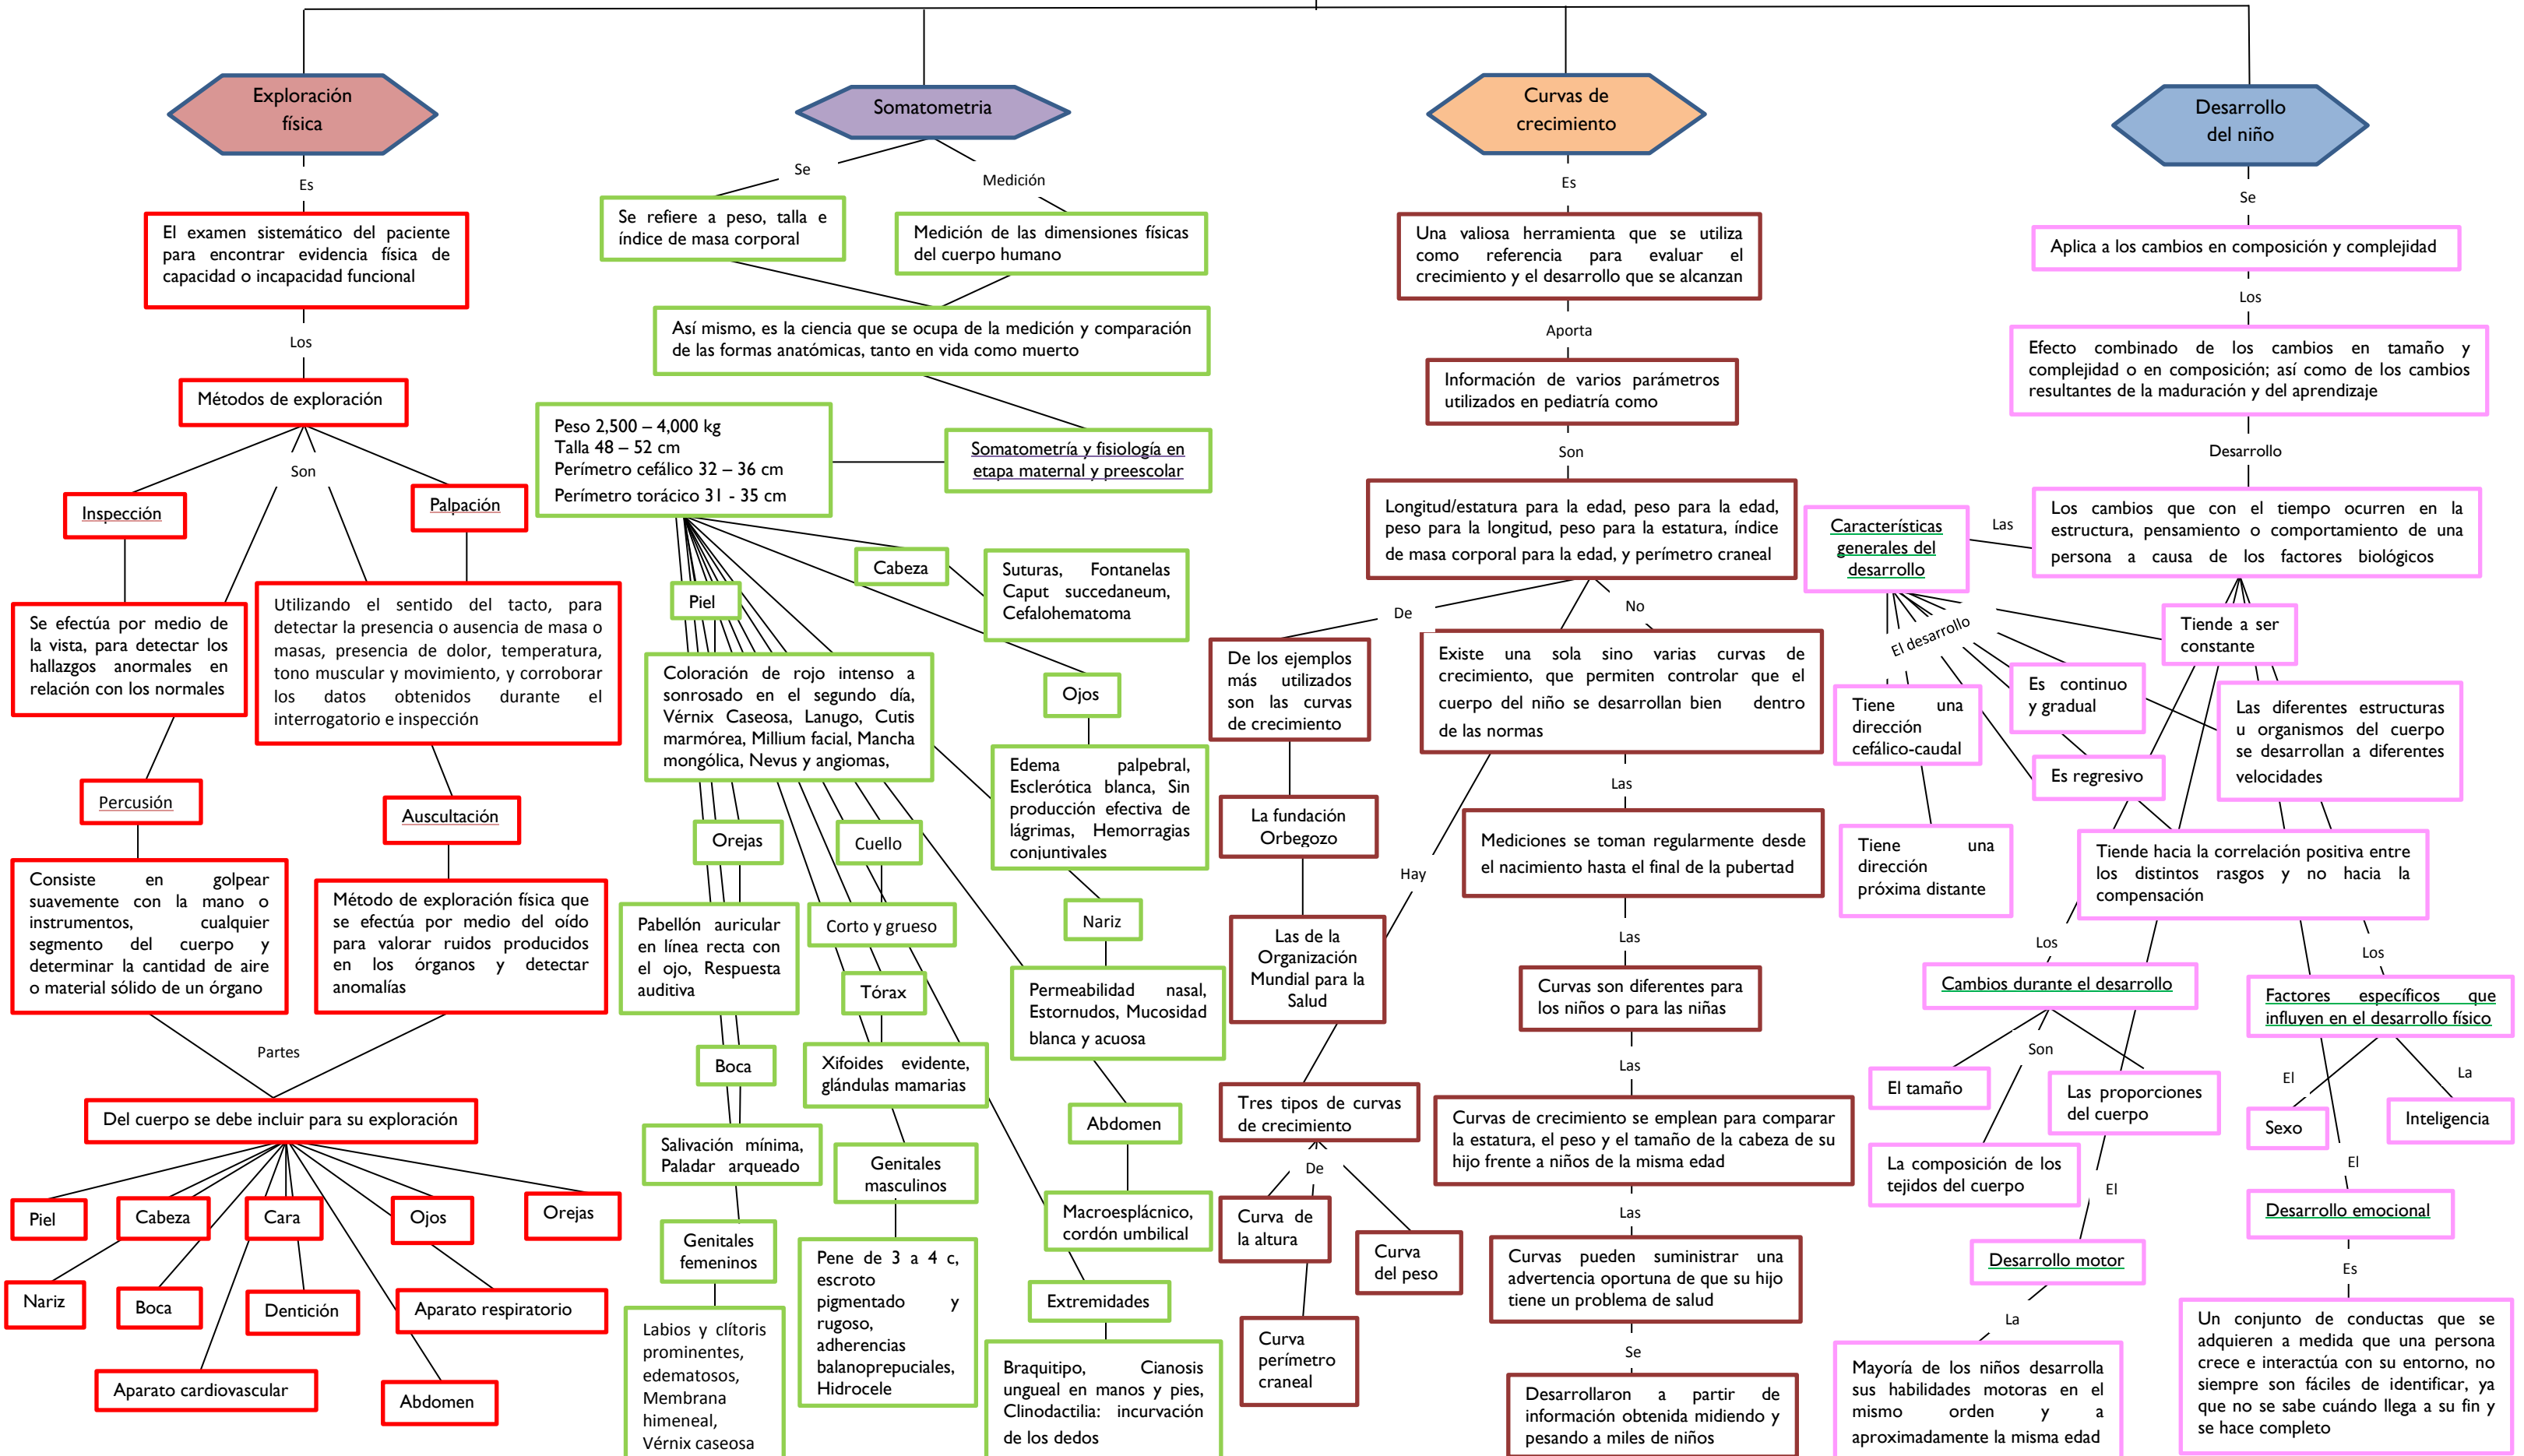 Exploración
física
Es
El examen sistemático del paciente
para encontrar evidencia física de
capacidad o incapacidad funcional
Los
Métodos de exploración
Son
Inspección
Palpación
Se efectúa por medio de
la vista, para detectar los
hallazgos anormales en
relación con los normales
Utilizando el sentido del tacto, para
detectar la presencia o ausencia de masa o
masas, presencia de dolor, temperatura,
tono muscular y movimiento, y corroborar
los datos obtenidos durante el
interrogatorio e inspección
Percusión
Auscultación
Consiste en golpear
suavemente con la mano o
instrumentos, cualquier
segmento del cuerpo y
determinar la cantidad de aire
o material sólido de un órgano
Método de exploración física que
se efectúa por medio del oído
para valorar ruidos producidos
en los órganos y detectar
anomalías
Partes
Del cuerpo se debe incluir para su exploración
Piel
Cabeza
Cara
Ojos
Orejas
Nariz
Boca
Dentición
Aparato respiratorio
Aparato cardiovascular
Abdomen
Somatometria
Se
Medición
Se refiere a peso, talla e
índice de masa corporal
Medición de las dimensiones físicas
del cuerpo humano
Así mismo, es la ciencia que se ocupa de la medición y comparación
de las formas anatómicas, tanto en vida como muerto
Somatometría y fisiología en
etapa maternal y preescolar
Peso 2,500 – 4,000 kg
Talla 48 – 52 cm
Perímetro cefálico 32 – 36 cm
Perímetro torácico 31 - 35 cm
Cabeza
Suturas, Fontanelas
Caput succedaneum,
Cefalohematoma
Piel
Coloración de rojo intenso a
sonrosado en el segundo día,
Vérnix Caseosa, Lanugo, Cutis
marmórea, Millium facial, Mancha
mongólica, Nevus y angiomas,
Ojos
Edema palpebral,
Esclerótica blanca, Sin
producción efectiva de
lágrimas, Hemorragias
conjuntivales
Orejas
Pabellón auricular
en línea recta con
el ojo, Respuesta
auditiva
Cuello
Corto y grueso
Nariz
Permeabilidad nasal,
Estornudos, Mucosidad
blanca y acuosa
Tórax
Xifoides evidente,
glándulas mamarias
Boca
Salivación mínima,
Paladar arqueado
Abdomen
Macroesplácnico,
cordón umbilical
Genitales
masculinos
Pene de 3 a 4 c,
escroto
pigmentado y
rugoso,
adherencias
balanoprepuciales,
Hidrocele
Genitales
femeninos
Labios y clítoris
prominentes,
edematosos,
Membrana
himeneal,
Vérnix caseosa
Extremidades
Braquitipo, Cianosis
ungueal en manos y pies,
Clinodactilia: incurvación
de los dedos
Curvas de
crecimiento
Es
Una valiosa herramienta que se utiliza
como referencia para evaluar el
crecimiento y el desarrollo que se alcanzan
Aporta
Información de varios parámetros
utilizados en pediatría como
Son
Longitud/estatura para la edad, peso para la edad,
peso para la longitud, peso para la estatura, índice
de masa corporal para la edad, y perímetro craneal
De
No
De los ejemplos
más utilizados
son las curvas
de crecimiento
La fundación
Orbegozo
Las de la
Organización
Mundial para la
Salud
Hay
Tres tipos de curvas
de crecimiento
De
Curva de
la altura
Curva
del peso
Curva
perímetro
craneal
Existe una sola sino varias curvas de
crecimiento, que permiten controlar que el
cuerpo del niño se desarrollan bien dentro
de las normas
Las
Mediciones se toman regularmente desde
el nacimiento hasta el final de la pubertad
Las
Curvas son diferentes para
los niños o para las niñas
Las
Curvas de crecimiento se emplean para comparar
la estatura, el peso y el tamaño de la cabeza de su
hijo frente a niños de la misma edad
Las
Curvas pueden suministrar una
advertencia oportuna de que su hijo
tiene un problema de salud
Se
Desarrollaron a partir de
información obtenida midiendo y
pesando a miles de niños
Desarrollo
del niño
Se
Aplica a los cambios en composición y complejidad
Los
Efecto combinado de los cambios en tamaño y
complejidad o en composición; así como de los cambios
resultantes de la maduración y del aprendizaje
Desarrollo
Los cambios que con el tiempo ocurren en la
estructura, pensamiento o comportamiento de una
persona a causa de los factores biológicos
Las
Características
generales del
desarrollo
El desarrollo
Tiende a ser
constante
Es continuo
y gradual
Tiene una
dirección
cefálico-caudal
Las diferentes estructuras
u organismos del cuerpo
se desarrollan a diferentes
velocidades
Es regresivo
Tiene una
dirección
próxima distante
Tiende hacia la correlación positiva entre
los distintos rasgos y no hacia la
compensación
Los
Cambios durante el desarrollo
Son
El tamaño
Las proporciones
del cuerpo
La composición de los
tejidos del cuerpo
Los
Factores específicos que
influyen en el desarrollo físico
El
La
Sexo
Inteligencia
El
Desarrollo motor
La
Mayoría de los niños desarrolla
sus habilidades motoras en el
mismo orden y a
aproximadamente la misma edad
El
Desarrollo emocional
Es
Un conjunto de conductas que se
adquieren a medida que una persona
crece e interactúa con su entorno, no
siempre son fáciles de identificar, ya
que no se sabe cuándo llega a su fin y
se hace completo